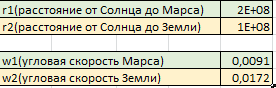 r1(расстояние от Солнца до Марса) 2E+08
r2(расстояние от Солнца до Земли) 1E+08
w1(угловая скорость Марса) 0,0091
w2(угловая скорость Земли) 0,0172